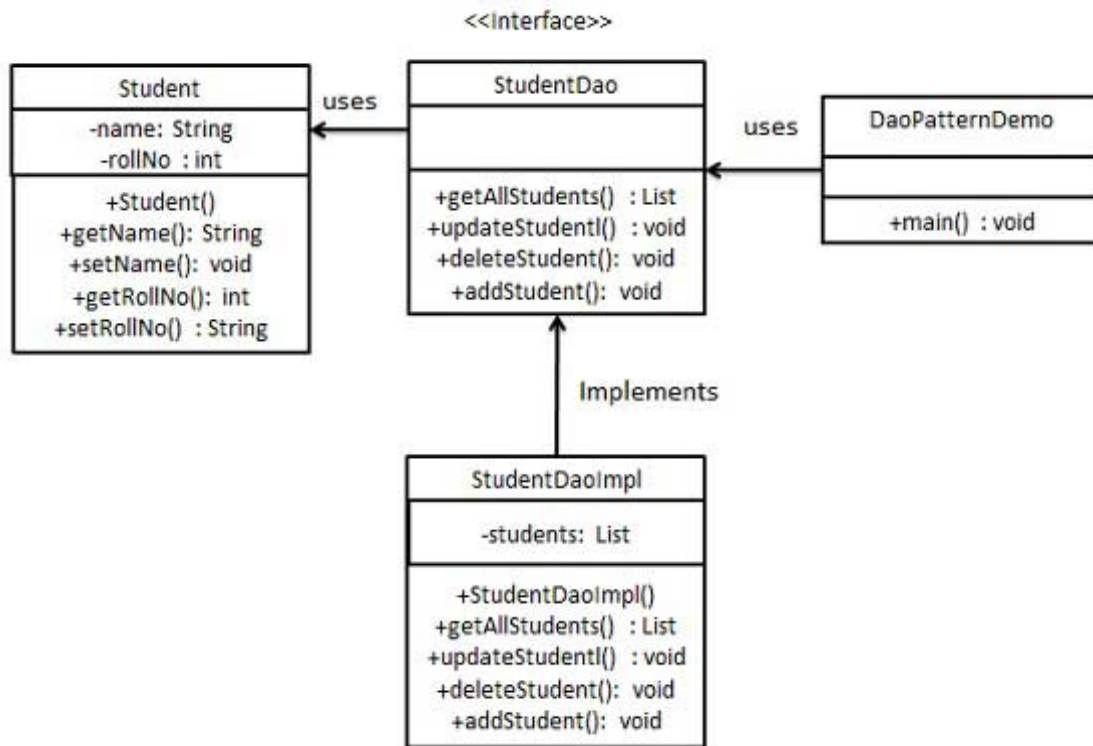 <<Interface>>
Student
-name: String
-rollNo : int
+Student()
+getName(): String
+setName(): void
+getRollNo(): int
+setRollNo() : String
uses
StudentDao
+getAllStudents() : List
+updateStudentl() : void
+deleteStudent(): void
+addStudent(): void
uses
DaoPatternDemo
+main() : void
Implements
StudentDaoImpl
-students: List
+StudentDaoImpl()
+getAllStudents() : List
+updateStudentl() : void
+deleteStudent(): void
+addStudent(): void